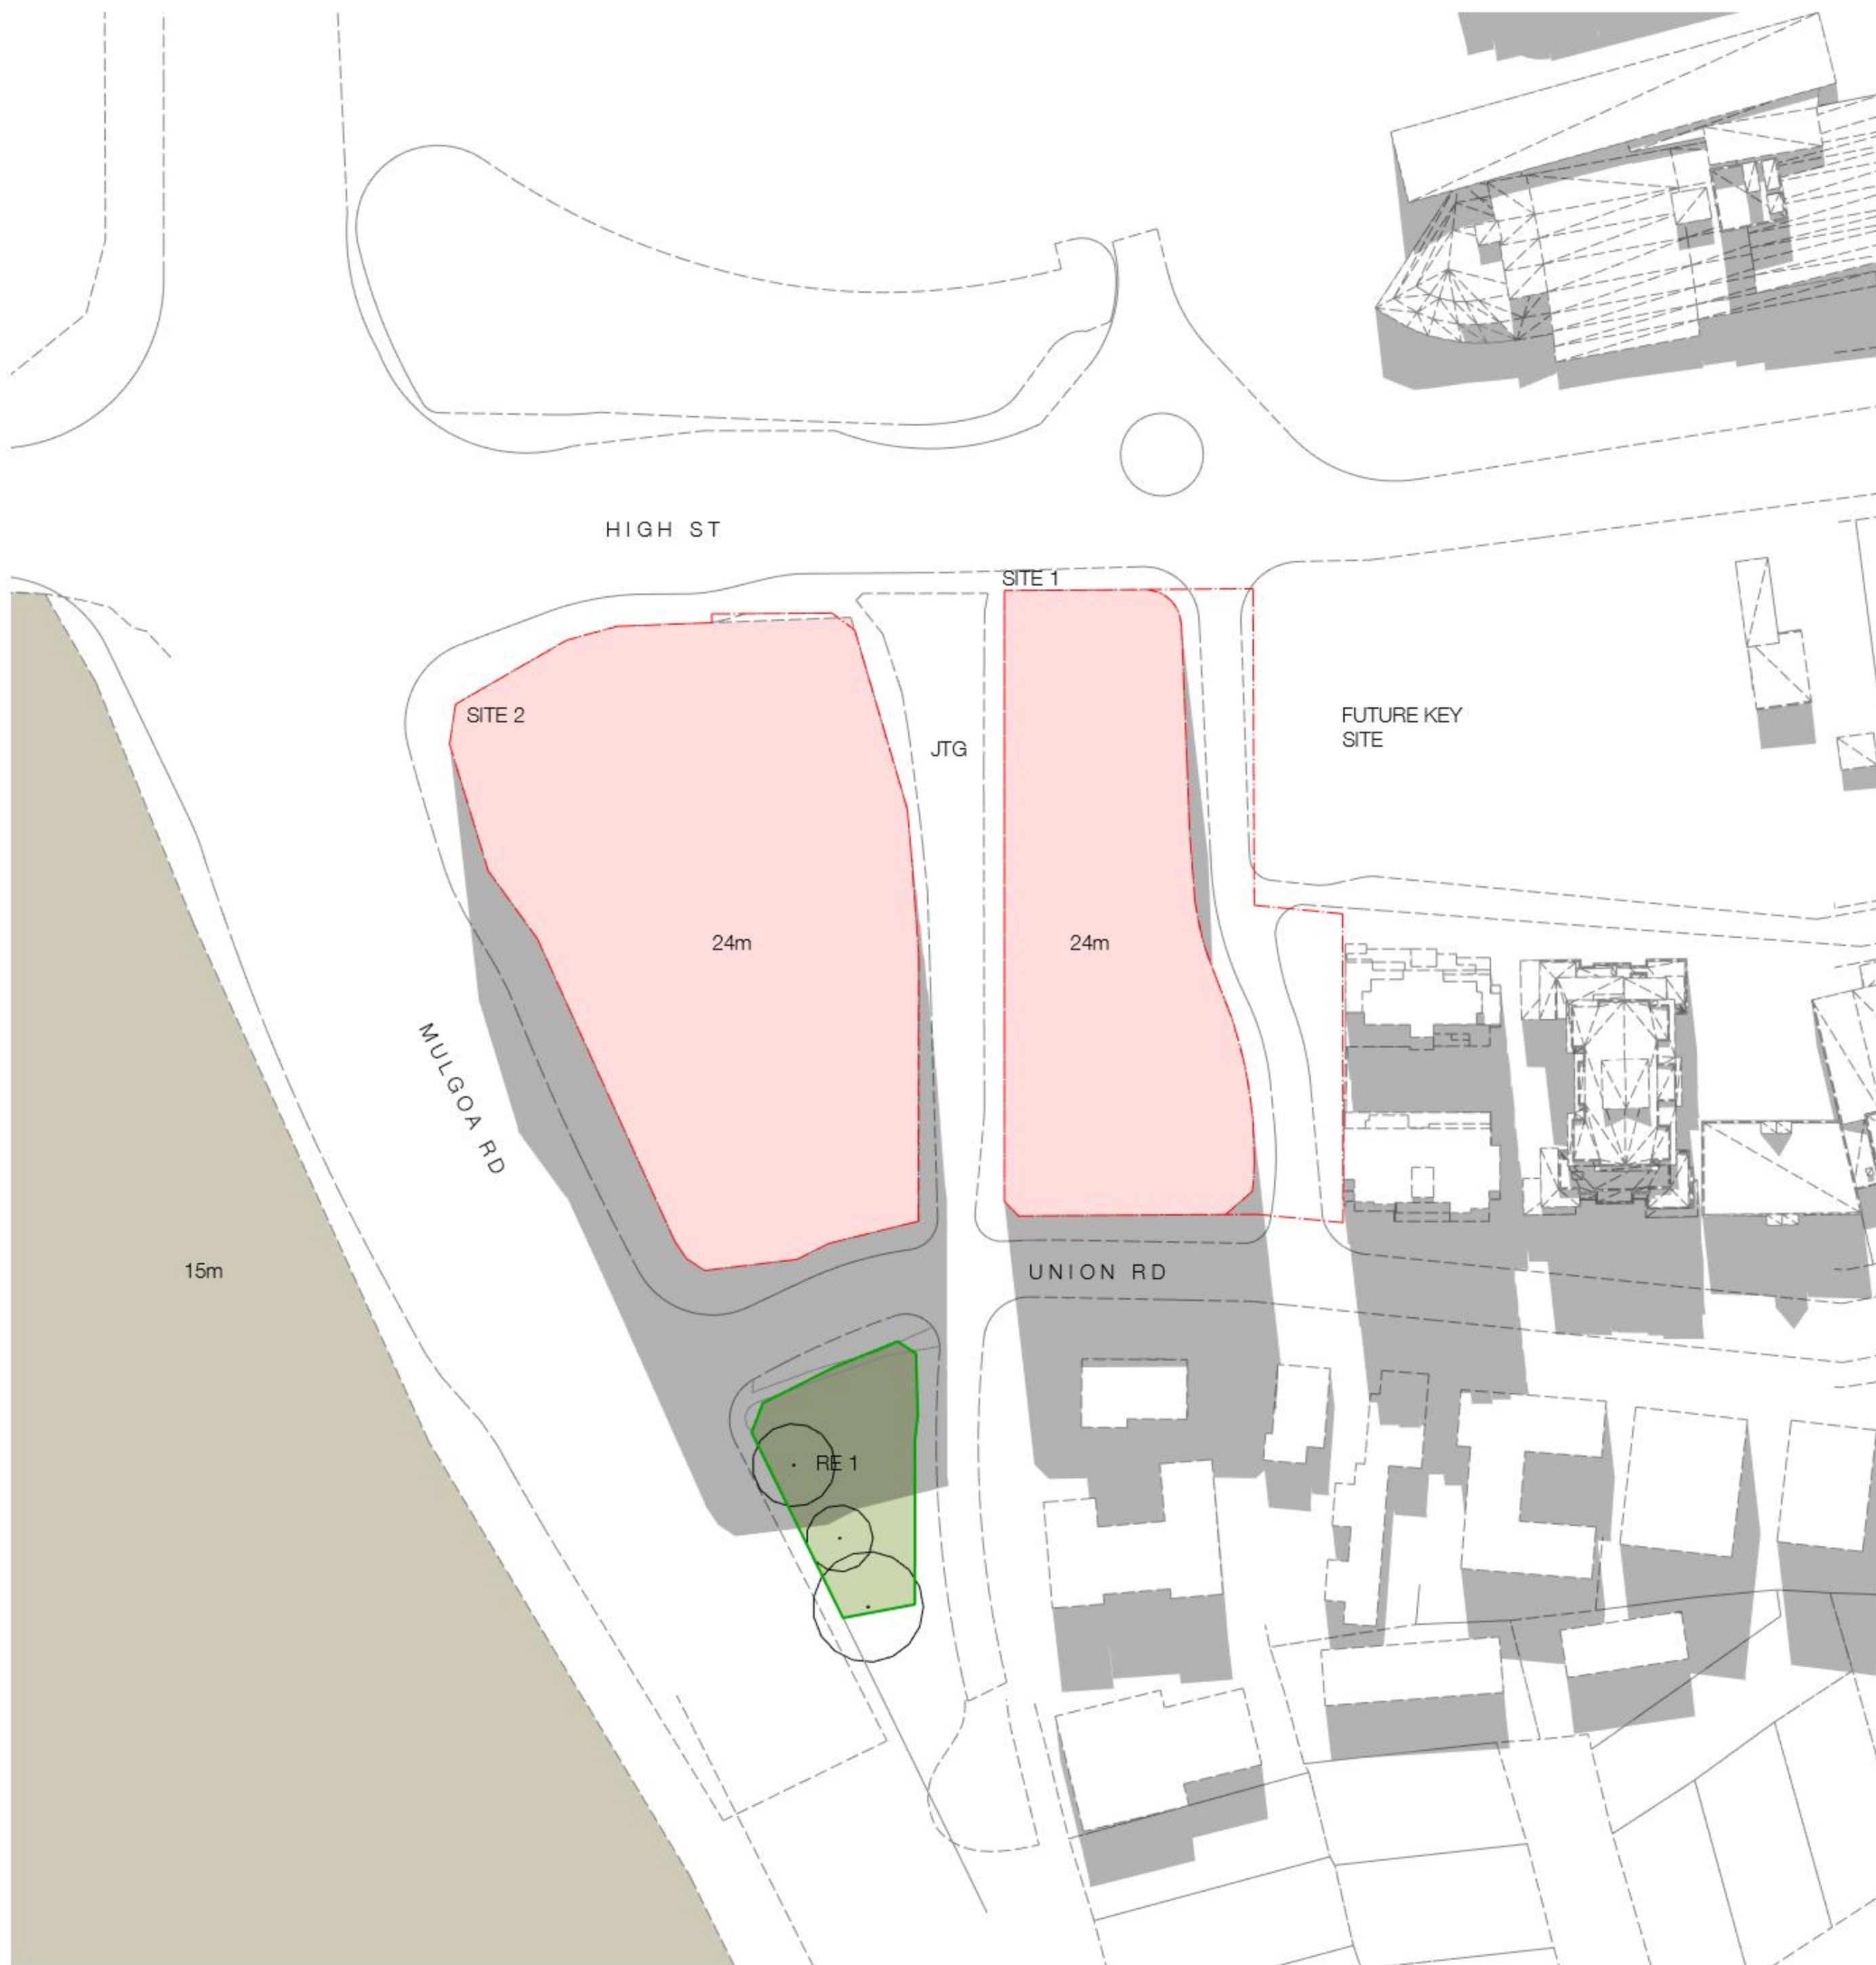 HIGH ST
SITE 1
SITE 2
FUTURE KEY
SITE
JTG
24m
24m
MULGOA RD
15m
UNION RD
RE 1